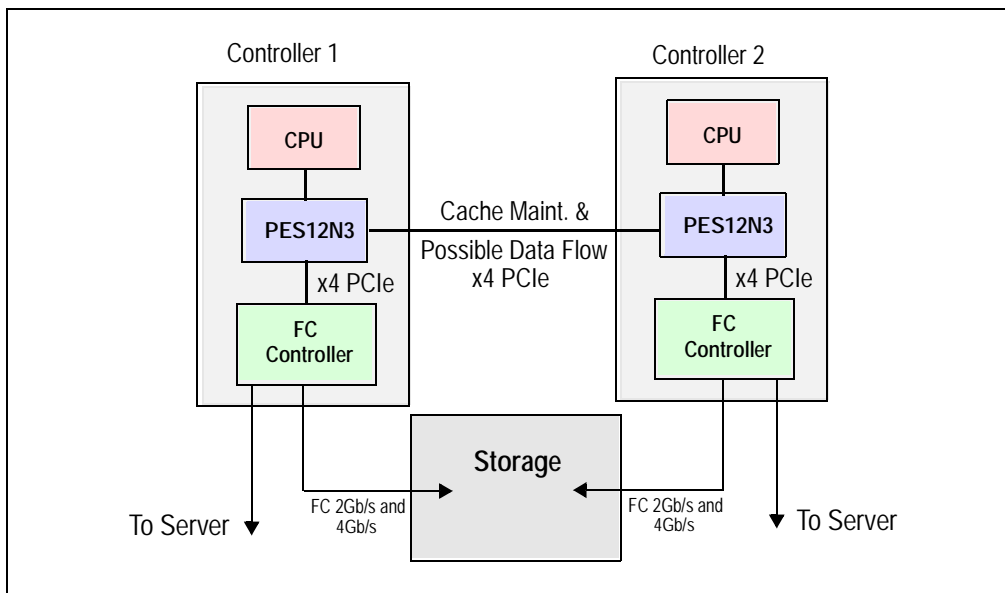 Controller 1
Controller 2
CPU
CPU
PES12N3
Cache Maint. &
Possible Data Flow
x4 PCIe
PES12N3
x4 PCIe
x4 PCIe
FC
Controller
FC
Controller
Storage
FC 2Gb/s and
4Gb/s
FC 2Gb/s and
4Gb/s
To Server
To Server